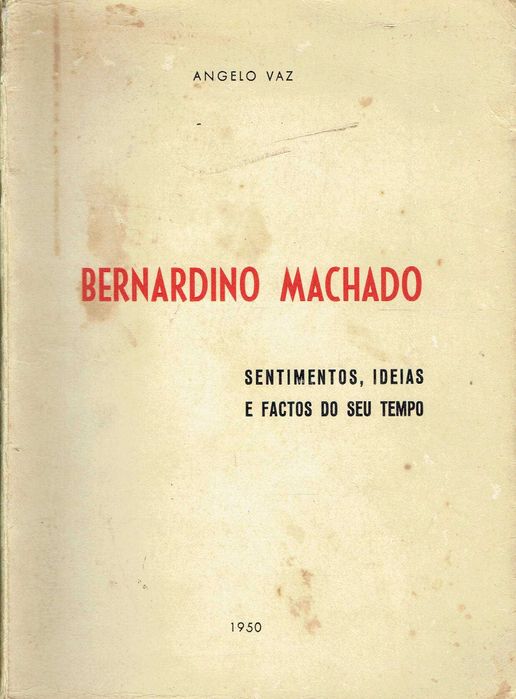 ANGELO VAZ
BERNARDINO MACHADO
SENTIMENTOS, IDEIAS
E FACTOS DO SEU TEMPO
1950